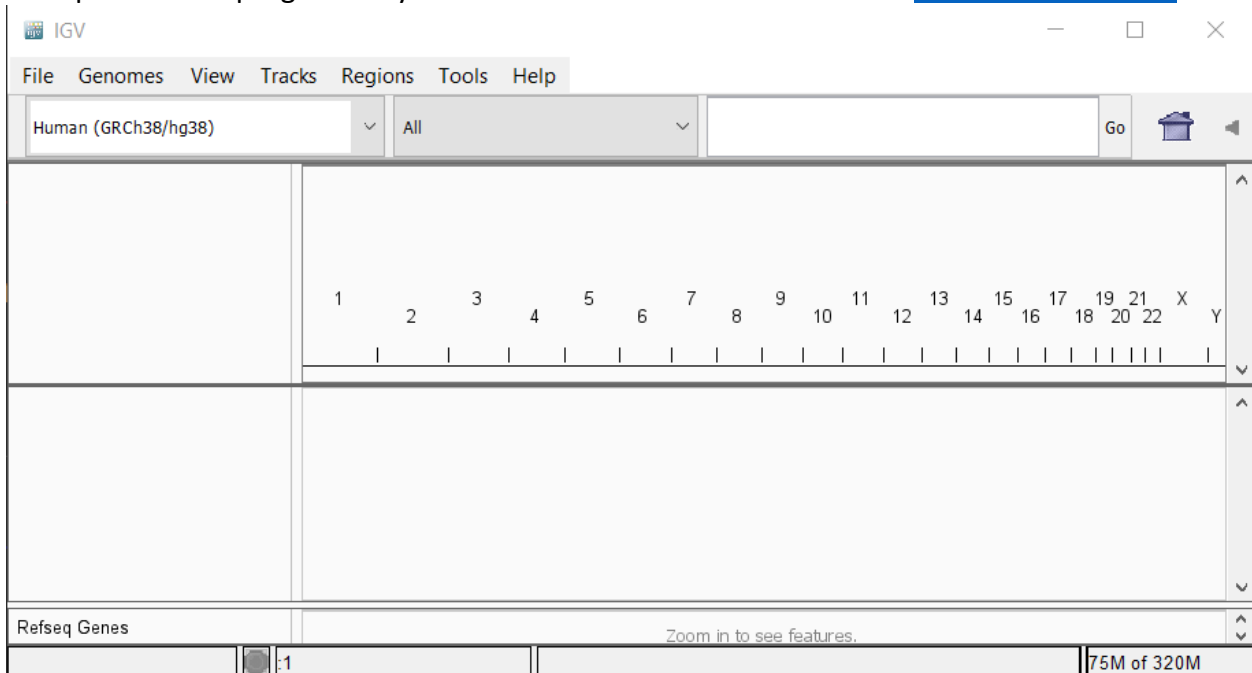 IGV
File Genomes View Tracks Regions Tools Help
Human (GRCh38/hg38) All Go
1 3 5 7 9 11 13 15 17 19 21 X
2 4 6 8 10 12 14 16 18 20 22 Y
Refseq Genes Zoom in to see features.
:1 75M of 320M